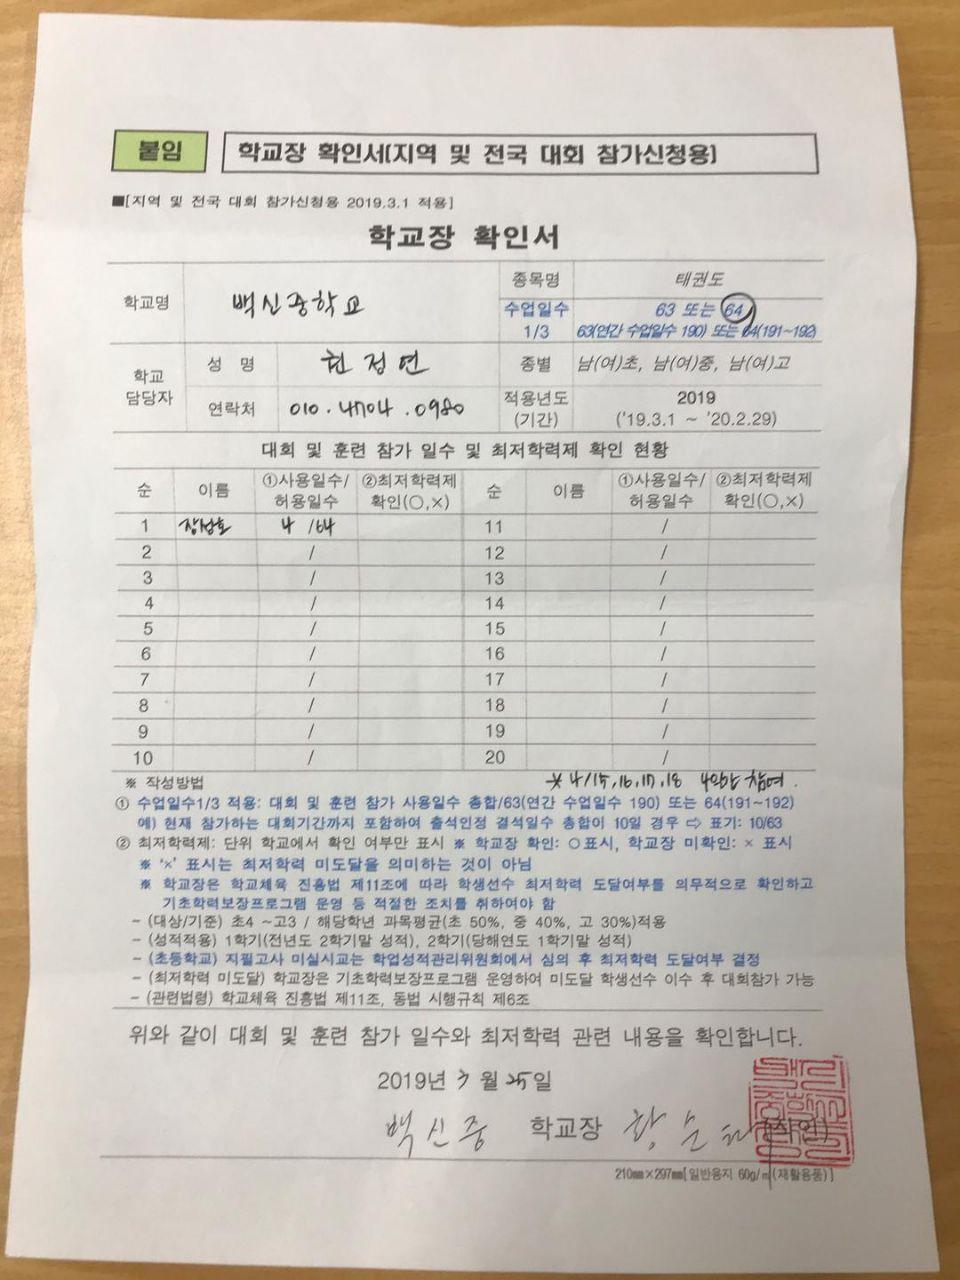 붙임 학교장 확인서(지역 및 전국 대회 참가신청용)
■[지역 및 전국 대회 참가신청용 2019.3.1 적용]
학교장 확인서
학교명 백신중학교 종목명 태권도
수업일수 1/3 63 또는 64
63(연간 수업일수 190) 또는 64(191~192)
학교 담당자 성 명 현정연 종별 남(여)초, 남(여)중, 남(여)고
연락처 010.4704.0980 적용년도 (기간) 2019
('19.3.1 ~ '20.2.29)
대회 및 훈련 참가 일수 및 최저학력제 확인 현황
순 이름 ①사용일수/허용일수 ②최저학력제 확인(○,×) 순 이름 ①사용일수/허용일수 ②최저학력제 확인(○,×)
1 장성호 4 /64 11 /
2 / 12 /
3 / 13 /
4 / 14 /
5 / 15 /
6 / 16 /
7 / 17 /
8 / 18 /
9 / 19 /
10 / 20 /
※ 작성방법
① 수업일수1/3 적용: 대회 및 훈련 참가 사용일수 총합/63(연간 수업일수 190) 또는 64(191~192)
예) 현재 참가하는 대회기간까지 포함하여 출석인정 결석일수 총합이 10일 경우 ⇨ 표기: 10/63
② 최저학력제: 단위 학교에서 확인 여부만 표시 ※ 학교장 확인: ○표시, 학교장 미확인: × 표시
※ '×' 표시는 최저학력 미도달을 의미하는 것이 아님
※ 학교장은 학교체육 진흥법 제11조에 따라 학생선수 최저학력 도달여부를 의무적으로 확인하고
기초학력보장프로그램 운영 등 적절한 조치를 취하여야 함
- (대상/기준) 초4 ~고3 / 해당학년 과목평균(초 50%, 중 40%, 고 30%)적용
- (성적적용) 1학기(전년도 2학기말 성적), 2학기(당해연도 1학기말 성적)
- (초등학교) 지필고사 미실시교는 학업성적관리위원회에서 심의 후 최저학력 도달여부 결정
- (최저학력 미도달) 학교장은 기초학력보장프로그램 운영하여 미도달 학생선수 이수 후 대회참가 가능
- (관련법령) 학교체육 진흥법 제11조, 동법 시행규칙 제6조
위와 같이 대회 및 훈련 참가 일수와 최저학력 관련 내용을 확인합니다.
2019년 3월 25일
백신중 학교장 황순 (직인)
210㎜×297㎜[일반용지 60g/㎡(재활용품)]